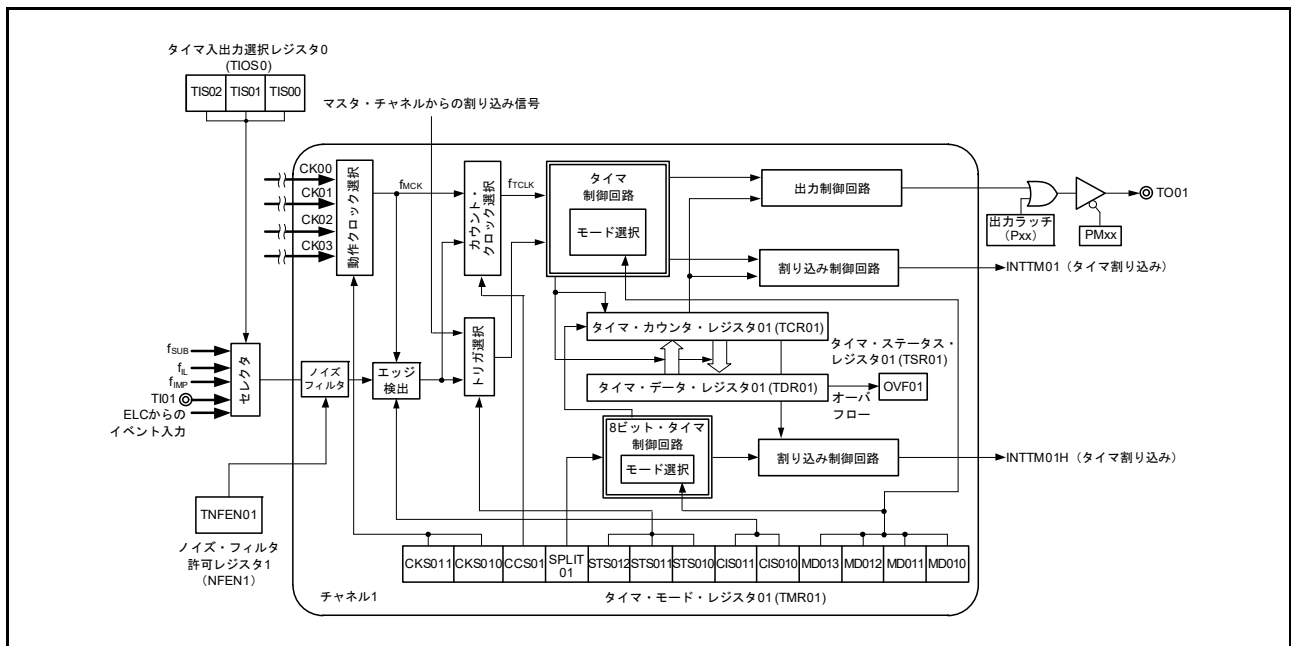 タイマ入出力選択レジスタ0
(TIOS0)
TIS02 TIS01 TIS00
マスタ・チャネルからの割り込み信号
CK00
CK01
CK02
CK03
動作クロック選択
fMCK
カウント・
クロック選択
fTCLK
タイマ
制御回路
モード選択
出力制御回路
出力ラッチ
(Pxx)
PMxx
TO01
割り込み制御回路
INTTM01(タイマ割り込み)
fSUB
fIL
fIMP
TI01
ELCからの
イベント入力
セレクタ
ノイズ
フィルタ
エッジ
検出
トリガ選択
タイマ・カウンタ・レジスタ01 (TCR01)
タイマ・ステータス・
レジスタ01 (TSR01)
タイマ・データ・レジスタ01 (TDR01)
オーバ
フロー
OVF01
8ビット・タイマ
制御回路
モード選択
割り込み制御回路
INTTM01H(タイマ割り込み)
TNFEN01
ノイズ・フィルタ
許可レジスタ1
(NFEN1)
CKS011 CKS010 CCS01 SPLIT
01 STS012 STS011 STS010 CIS011 CIS010 MD013 MD012 MD011 MD010
チャネル1
タイマ・モード・レジスタ01 (TMR01)